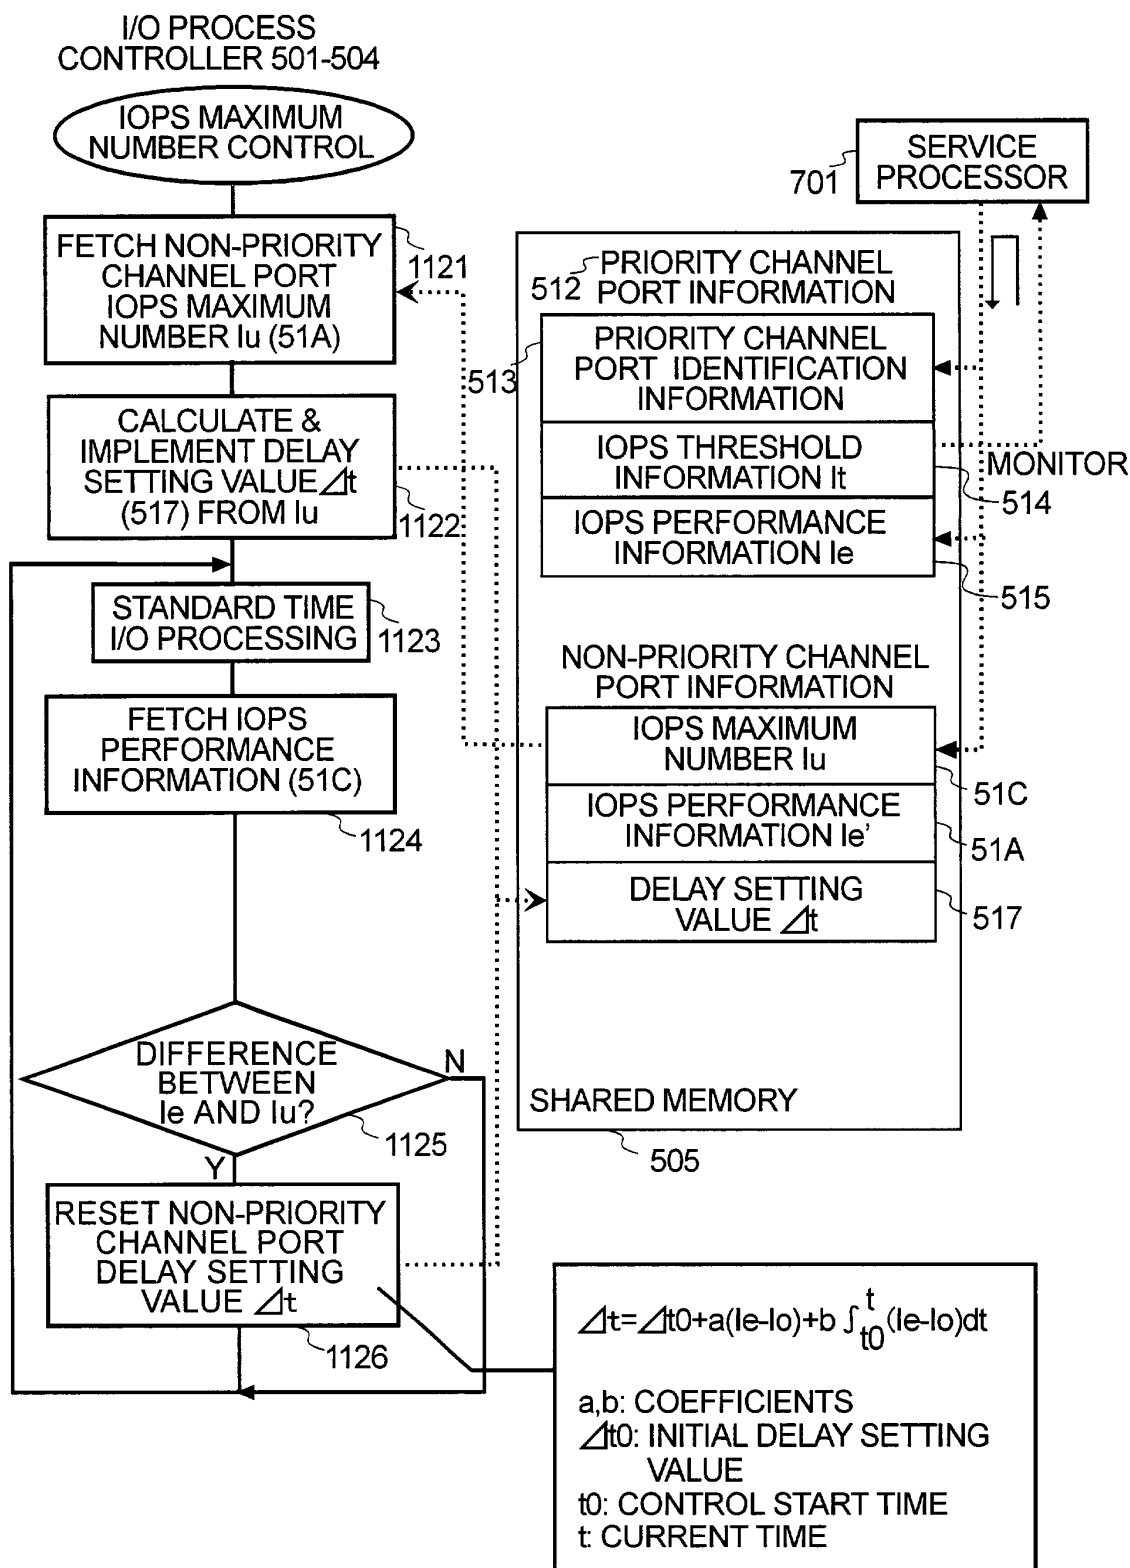 I/O PROCESS
CONTROLLER 501-504
IOPS MAXIMUM
NUMBER CONTROL
FETCH NON-PRIORITY
CHANNEL PORT
IOPS MAXIMUM
NUMBER Iu (51A)
1121
CALCULATE &
IMPLEMENT DELAY
SETTING VALUE ⊿t
(517) FROM Iu
1122
STANDARD TIME
I/O PROCESSING
1123
FETCH IOPS
PERFORMANCE
INFORMATION (51C)
1124
DIFFERENCE
BETWEEN
Ie AND Iu?
N
1125
Y
RESET NON-PRIORITY
CHANNEL PORT
DELAY SETTING
VALUE ⊿t
1126
SERVICE
PROCESSOR
701
512
PRIORITY CHANNEL
PORT INFORMATION
PRIORITY CHANNEL
PORT IDENTIFICATION
INFORMATION
513
IOPS THRESHOLD
INFORMATION It
MONITOR
514
IOPS PERFORMANCE
INFORMATION Ie
515
NON-PRIORITY CHANNEL
PORT INFORMATION
IOPS MAXIMUM
NUMBER Iu
51C
IOPS PERFORMANCE
INFORMATION Ie’
51A
DELAY SETTING
VALUE ⊿t
517
SHARED MEMORY
505
⊿t=⊿t0+a(Ie-Io)+b ∫t0t(Ie-Io)dt
a,b: COEFFICIENTS
⊿t0: INITIAL DELAY SETTING
VALUE
t0: CONTROL START TIME
t: CURRENT TIME